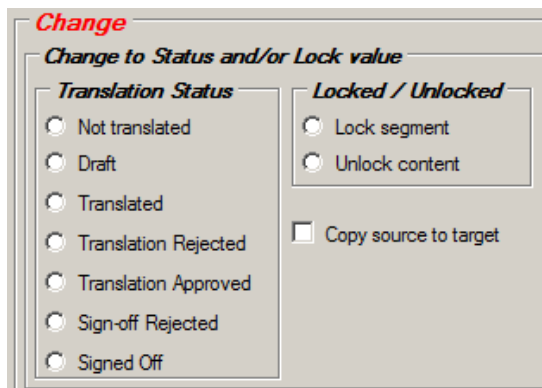 Change
Change to Status and/or Lock value
Translation Status
Not translated
Draft
Translated
Translation Rejected
Translation Approved
Sign-off Rejected
Signed Off
Locked / Unlocked
Lock segment
Unlock content
Copy source to target